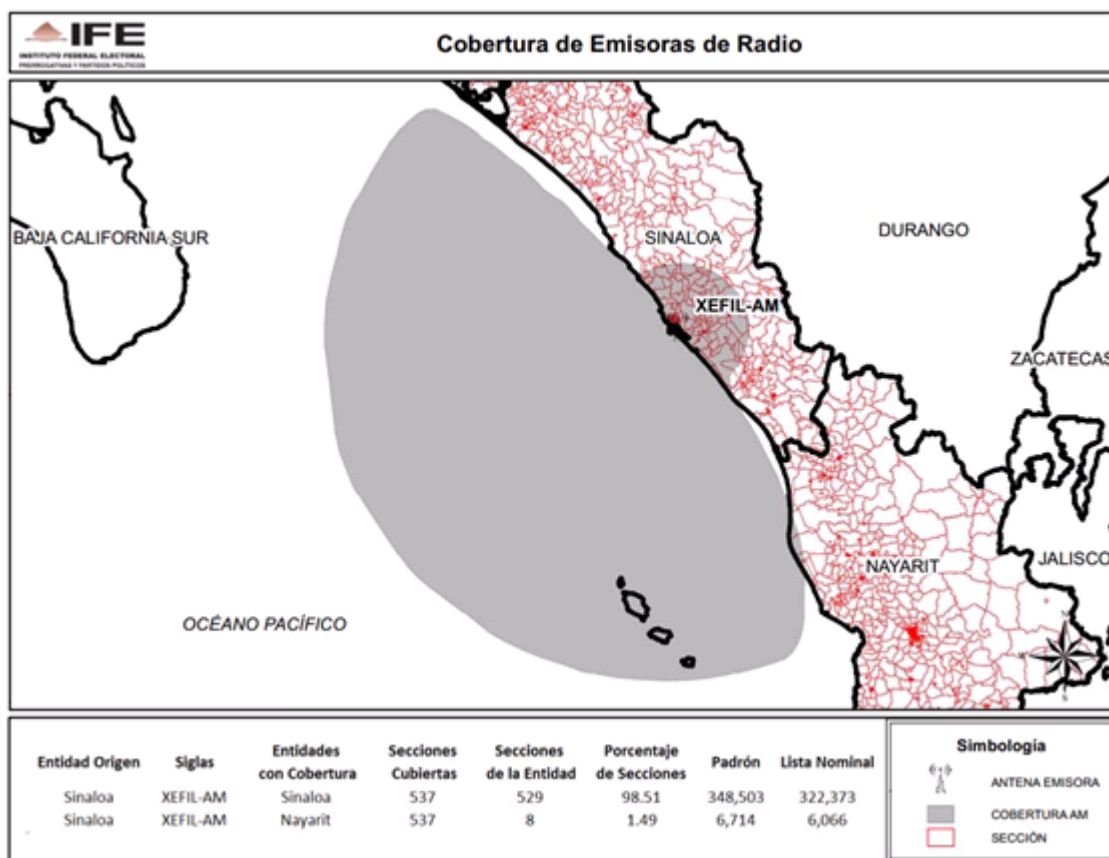 IFE
INSTITUTO FEDERAL ELECTORAL
PRERROGATIVAS Y PARTIDOS POLÍTICOS
Cobertura de Emisoras de Radio
BAJA CALIFORNIA SUR
SINALOA
DURANGO
XEFIL-AM
ZACATECAS
NAYARIT
JALISCO
OCÉANO PACÍFICO
Entidad Origen Siglas Entidades con Cobertura Secciones Cubiertas Secciones de la Entidad Porcentaje de Secciones Padrón Lista Nominal
Sinaloa XEFIL-AM Sinaloa 537 529 98.51 348,503 322,373
Sinaloa XEFIL-AM Nayarit 537 8 1.49 6,714 6,066
Simbología
ANTENA EMISORA
COBERTURA AM
SECCIÓN